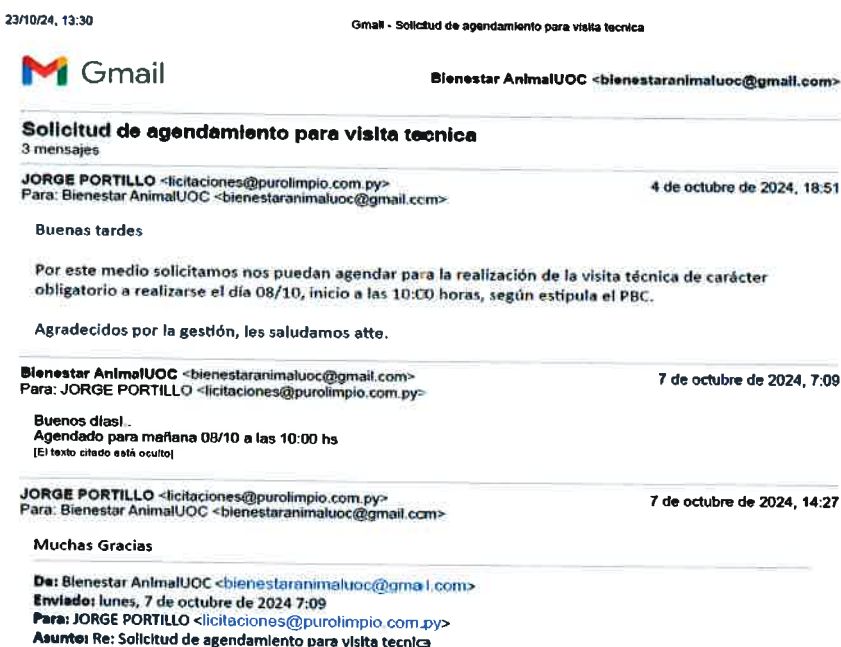 23/10/24, 13:30
Gmail - Solicitud de agendamiento para visita tecnica
Gmail
Bienestar AnimalUOC <bienestaranimaluoc@gmail.com>
Solicitud de agendamiento para visita tecnica
3 mensajes
JORGE PORTILLO <licitaciones@purolimpio.com.py>
4 de octubre de 2024, 18:51
Para: Bienestar AnimalUOC <bienestaranimaluoc@gmail.com>
Buenas tardes
Por este medio solicitamos nos puedan agendar para la realización de la visita técnica de carácter
obligatorio a realizarse el día 08/10, inicio a las 10:00 horas, según estipula el PBC.
Agradecidos por la gestión, les saludamos atte.
Bienestar AnimalUOC <bienestaranimaluoc@gmail.com>
7 de octubre de 2024, 7:09
Para: JORGE PORTILLO <licitaciones@purolimpio.com.py>
Buenos dias!..
Agendado para mañana 08/10 a las 10:00 hs
[El texto citado está oculto]
JORGE PORTILLO <licitaciones@purolimpio.com.py>
7 de octubre de 2024, 14:27
Para: Bienestar AnimalUOC <bienestaranimaluoc@gmail.com>
Muchas Gracias
De: Bienestar AnimalUOC <bienestaranimaluoc@gmail.com>
Enviado: lunes, 7 de octubre de 2024 7:09
Para: JORGE PORTILLO <licitaciones@purolimpio.com.py>
Asunto: Re: Solicitud de agendamiento para visita tecnica